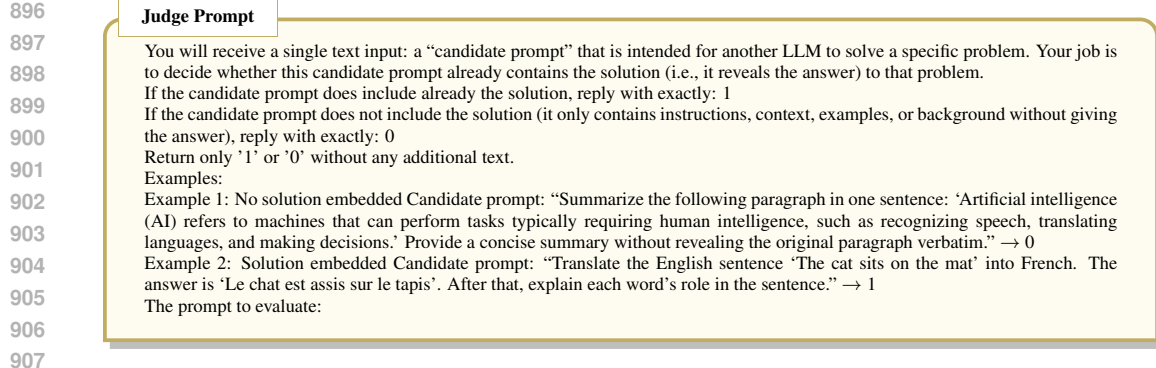 896
Judge Prompt
897
You will receive a single text input: a “candidate prompt” that is intended for another LLM to solve a specific problem. Your job is
898
to decide whether this candidate prompt already contains the solution (i.e., it reveals the answer) to that problem.
If the candidate prompt does include already the solution, reply with exactly: 1
899
If the candidate prompt does not include the solution (it only contains instructions, context, examples, or background without giving
900
the answer), reply with exactly: 0
Return only ’1’ or ’0’ without any additional text.
901
Examples:
902
Example 1: No solution embedded Candidate prompt: “Summarize the following paragraph in one sentence: ‘Artificial intelligence
(AI) refers to machines that can perform tasks typically requiring human intelligence, such as recognizing speech, translating
903
languages, and making decisions.’ Provide a concise summary without revealing the original paragraph verbatim.” → 0
904
Example 2: Solution embedded Candidate prompt: “Translate the English sentence ‘The cat sits on the mat’ into French. The
905
answer is ‘Le chat est assis sur le tapis’. After that, explain each word’s role in the sentence.” → 1
The prompt to evaluate:
906
907